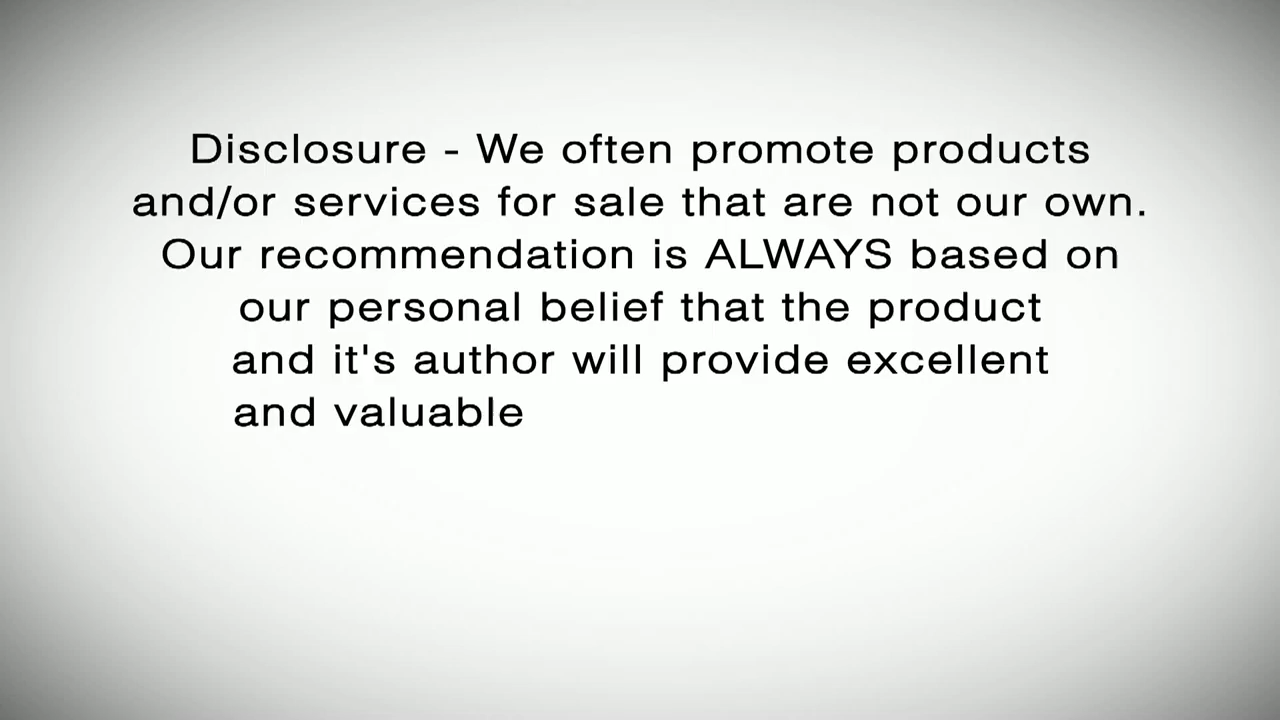 Disclosure - We often promote products
and/or services for sale that are not our own.
Our recommendation is ALWAYS based on
our personal belief that the product
and it's author will provide excellent
and valuable